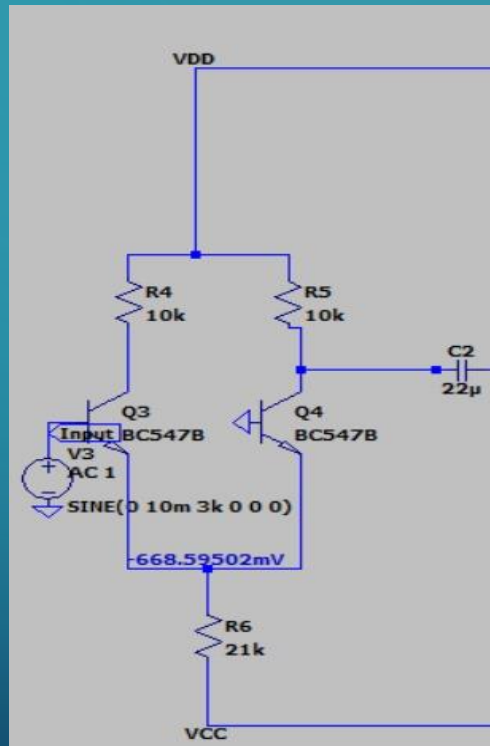 VDD
R4
10k
R5
10k
C2
22µ
Q3
BC547B
Q4
BC547B
Input
V3
AC 1
SINE(0 10m 3k 0 0 0)
-668.59502mV
R6
21k
VCC